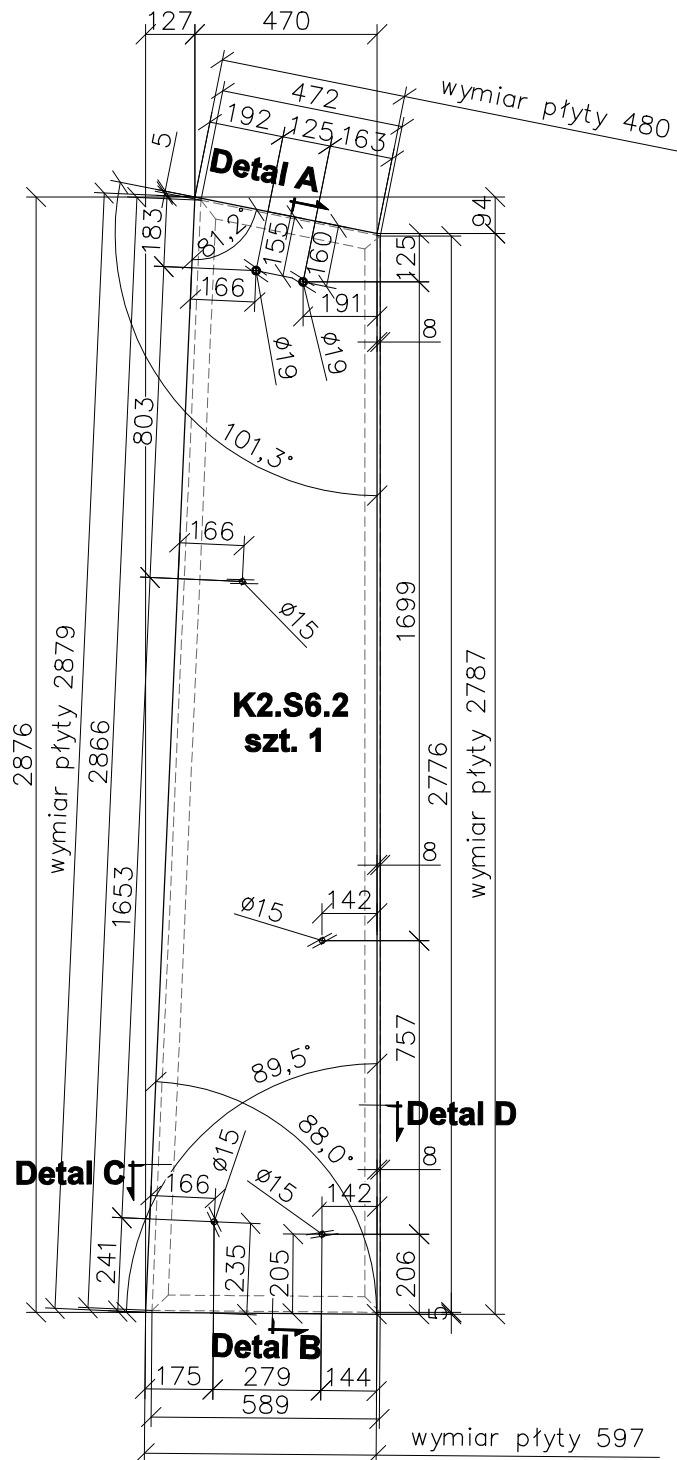 127 470
472
wymiar płyty 480
192 125 163
5
Detal A
94
183
81,2°
155
160
125
166
191
8
ø19
ø19
803
101,3°
166
ø15
1699
K2.S6.2
szt. 1
2876
wymiar płyty 2879
2866
2776
wymiar płyty 2787
8
1653
142
ø15
757
89,5°
88,0°
Detal D
ø15
8
Detal C
166
ø15
142
241
235
205
206
5
Detal B
175 279 144
589
wymiar płyty 597